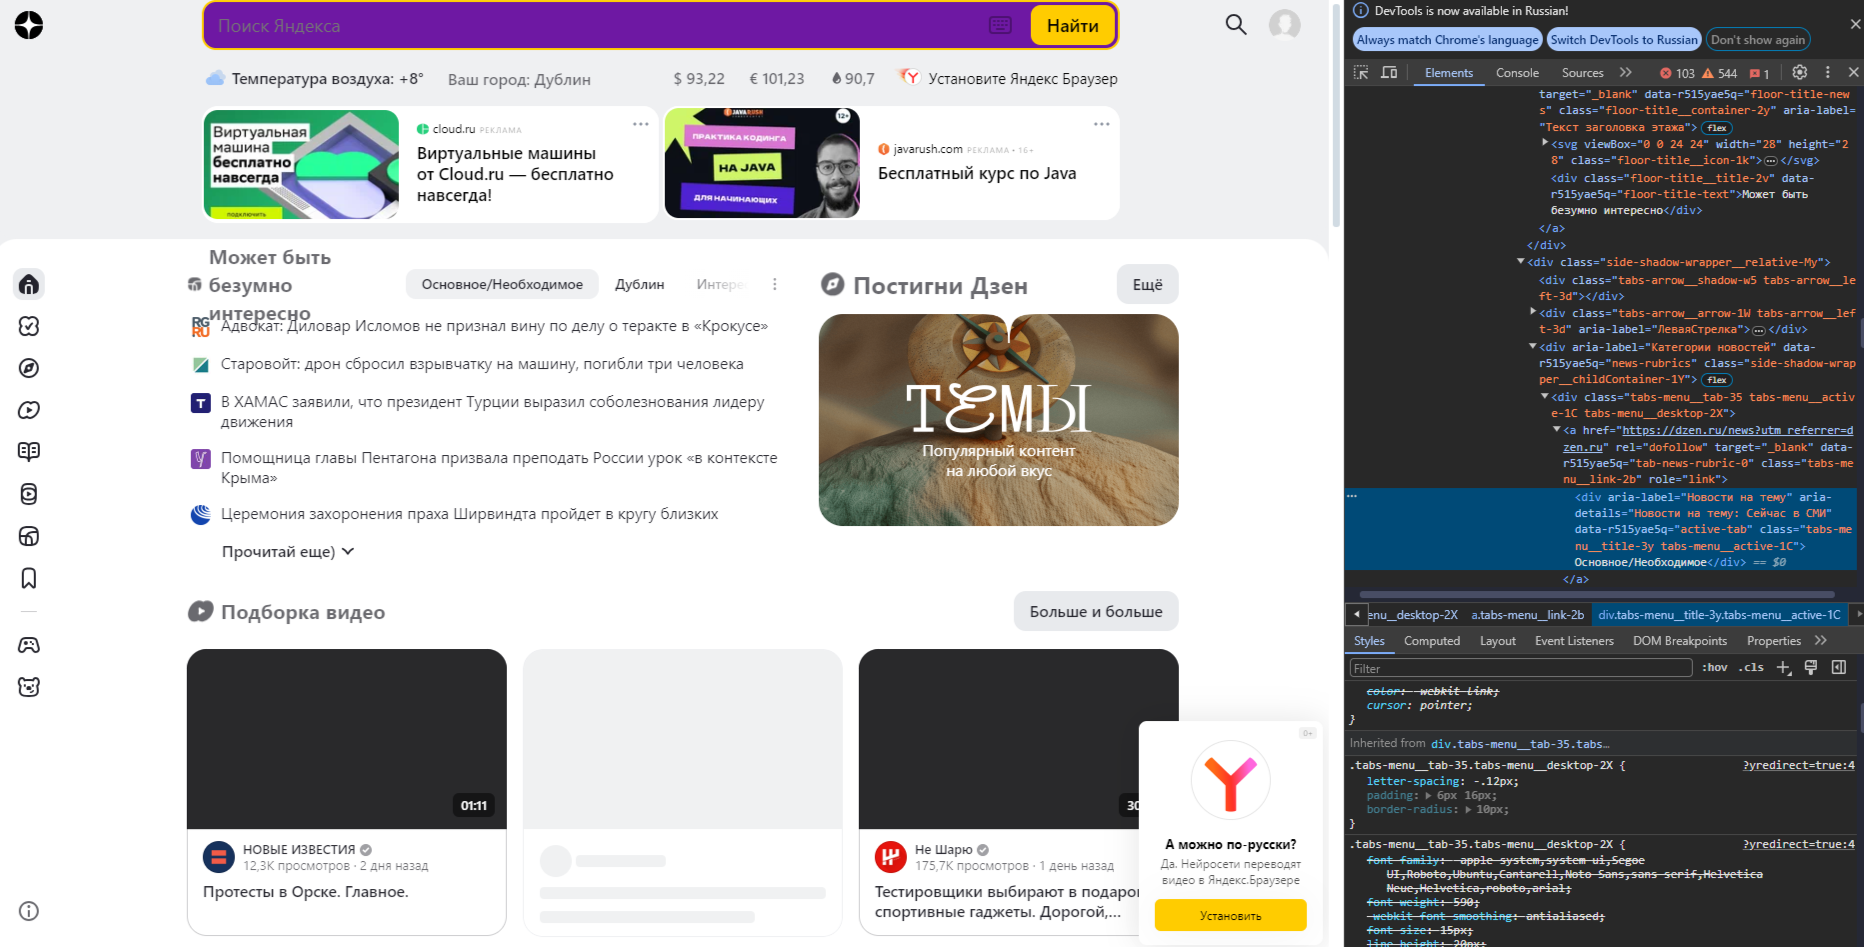 Поиск Яндекса
Найти
Температура воздуха: +8°
Ваш город: Дублин
$ 93,22
€ 101,23
90,7
Установите Яндекс Браузер
Виртуальная
машина
бесплатно
навсегда
ПОДКЛЮЧИТЬ
cloud.ru РЕКЛАМА
Виртуальные машины
от Cloud.ru — бесплатно
навсегда!
JAVARUSH
12+
ПРАКТИКА КОДИНГА
НА JAVA
ДЛЯ НАЧИНАЮЩИХ
javarush.com РЕКЛАМА • 16+
Бесплатный курс по Java
Может быть
безумно
интересно
Основное/Необходимое
Дублин
Интере
RG
RU
Адвокат: Диловар Исломов не признал вину по делу о теракте в «Крокусе»
Старовойт: дрон сбросил взрывчатку на машину, погибли три человека
В ХАМАС заявили, что президент Турции выразил соболезнования лидеру
движения
Помощница главы Пентагона призвала преподать России урок «в контексте
Крыма»
Церемония захоронения праха Ширвиндта пройдет в кругу близких
Прочитай еще)
Постигни Дзен
Ещё
ТЕМЫ
Популярный контент
на любой вкус
Подборка видео
Больше и больше
01:11
НОВЫЕ ИЗВЕСТИЯ
12,3K просмотров · 2 дня назад
Протесты в Орске. Главное.
30
Не Шарю
175,7K просмотров · 1 день назад
Тестировщики выбирают в подарок
спортивные гаджеты. Дорогой,...
0+
А можно по-русски?
Да. Нейросети переводят
видео в Яндекс.Браузере
Установить
DevTools is now available in Russian!
Always match Chrome's language
Switch DevTools to Russian
Don't show again
Elements
Console
Sources
103
544
1
target="_blank" data-r515yae5q="floor-title-new
s" class="floor-title__container-2y" aria-label=
"Текст заголовка этажа"> flex
<svg viewBox="0 0 24 24" width="28" height="2
8" class="floor-title__icon-1k">…</svg>
<div class="floor-title__title-2v" data-
r515yae5q="floor-title-text">Может быть
безумно интересно</div>
</a>
</div>
<div class="side-shadow-wrapper__relative-My">
<div class="tabs-arrow__shadow-w5 tabs-arrow__le
ft-3d"></div>
<div class="tabs-arrow__arrow-1W tabs-arrow__lef
t-3d" aria-label="ЛеваяСтрелка">…</div>
<div aria-label="Категории новостей" data-
r515yae5q="news-rubrics" class="side-shadow-wrap
per__childContainer-1Y"> flex
<div class="tabs-menu__tab-35 tabs-menu__activ
e-1C tabs-menu__desktop-2X">
<a href="https://dzen.ru/news?utm_referrer=d
zen.ru" rel="dofollow" target="_blank" data-
r515yae5q="tab-news-rubric-0" class="tabs-me
nu__link-2b" role="link">
<div aria-label="Новости на тему" aria-
details="Новости на тему: Сейчас в СМИ"
data-r515yae5q="active-tab" class="tabs-me
nu__title-3y tabs-menu__active-1C">
Основное/Необходимое</div> == $0
</a>
enu__desktop-2X
a.tabs-menu__link-2b
div.tabs-menu__title-3y.tabs-menu__active-1C
Styles
Computed
Layout
Event Listeners
DOM Breakpoints
Properties
Filter
:hov
.cls
color: -webkit-link;
cursor: pointer;
}
Inherited from div.tabs-menu__tab-35.tabs…
.tabs-menu__tab-35.tabs-menu__desktop-2X {
?yredirect=true:4
letter-spacing: -.12px;
padding: 6px 16px;
border-radius: 10px;
}
.tabs-menu__tab-35.tabs-menu__desktop-2X {
?yredirect=true:4
font-family: -apple-system,system-ui,Segoe
UI,Roboto,Ubuntu,Cantarell,Noto Sans,sans-serif,Helvetica
Neue,Helvetica,roboto,arial;
font-weight: 590;
-webkit-font-smoothing: antialiased;
font-size: 15px;
line-height: 20px;